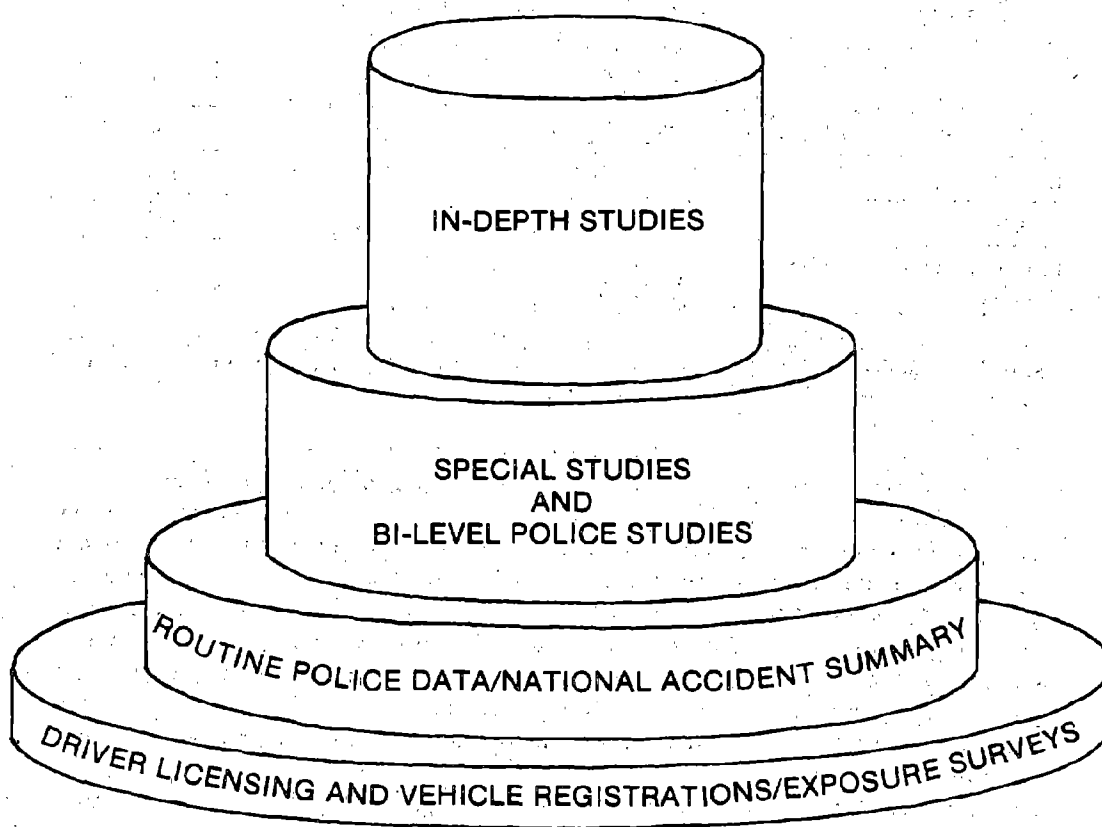 IN-DEPTH STUDIES
SPECIAL STUDIES
AND
BI-LEVEL POLICE STUDIES
ROUTINE POLICE DATA/NATIONAL ACCIDENT SUMMARY
DRIVER LICENSING AND VEHICLE REGISTRATIONS/EXPOSURE SURVEYS